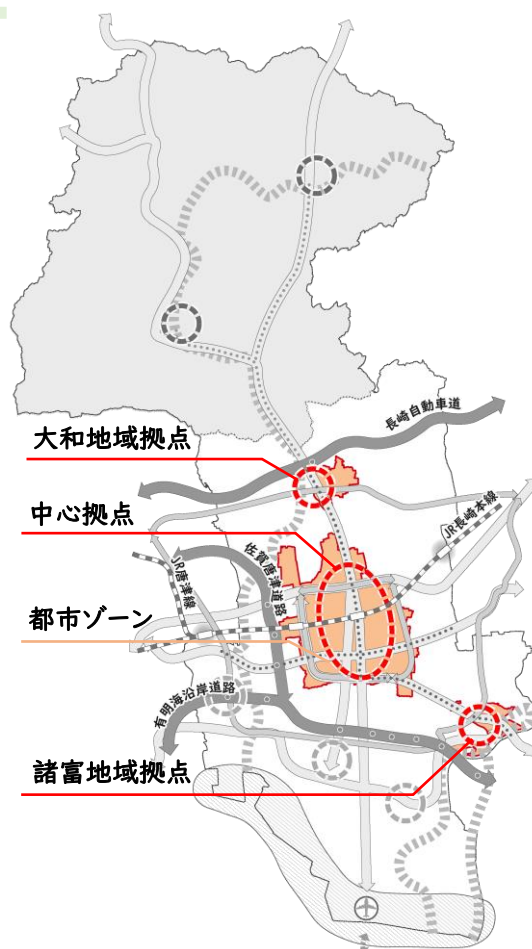 長崎自動車道
大和地域拠点
中心拠点
JR長崎本線
佐賀唐津道路
JR唐津線
都市ゾーン
有明海沿岸道路
諸富地域拠点